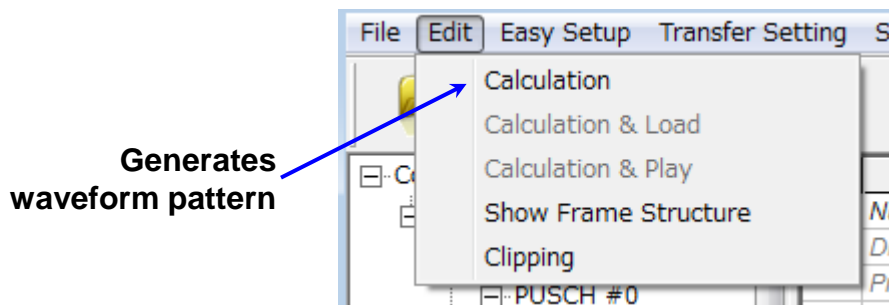 File Edit Easy Setup Transfer Setting
Calculation
Calculation & Load
Calculation & Play
Show Frame Structure
Clipping
Generates
waveform pattern
PUSCH #0